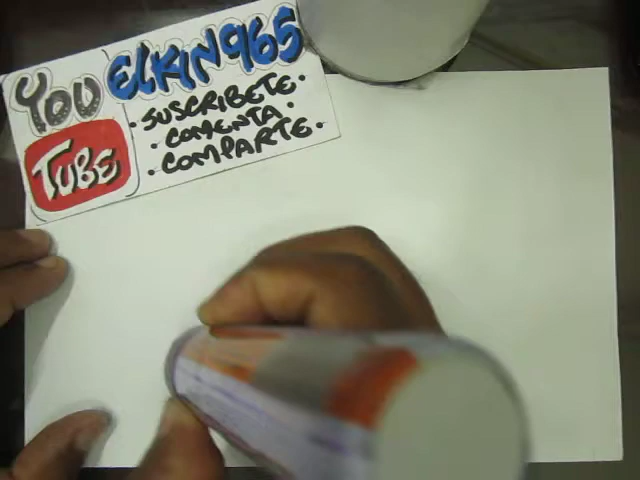 YOU TUBE
ELKIN965
• SUSCRIBETE •
• COMENTA •
• COMPARTE •